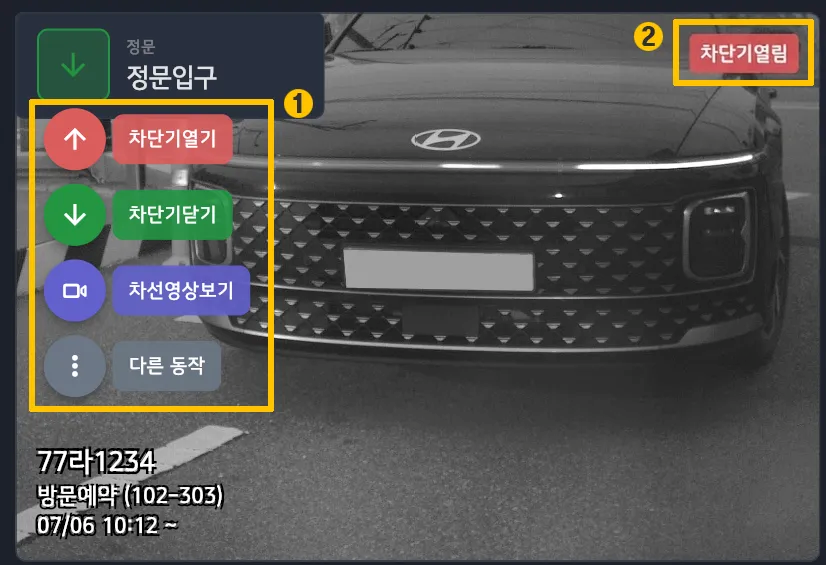 정문
정문입구
1
2
차단기열림
차단기열기
차단기닫기
차선영상보기
다른 동작
77라1234
방문예약 (102-303)
07/06 10:12 ~